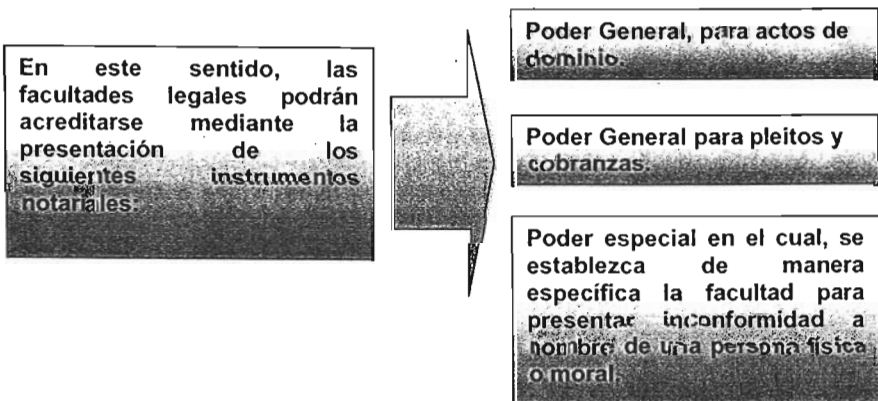 En este sentido, las
facultades legales podrán
acreditarse mediante la
presentación de los
siguientes instrumentos
notariales:
Poder General, para actos de
dominio.
Poder General para pleitos y
cobranzas.
Poder especial en el cual, se
establezca de manera
específica la facultad para
presentar inconformidad a
nombre de una persona física
o moral.